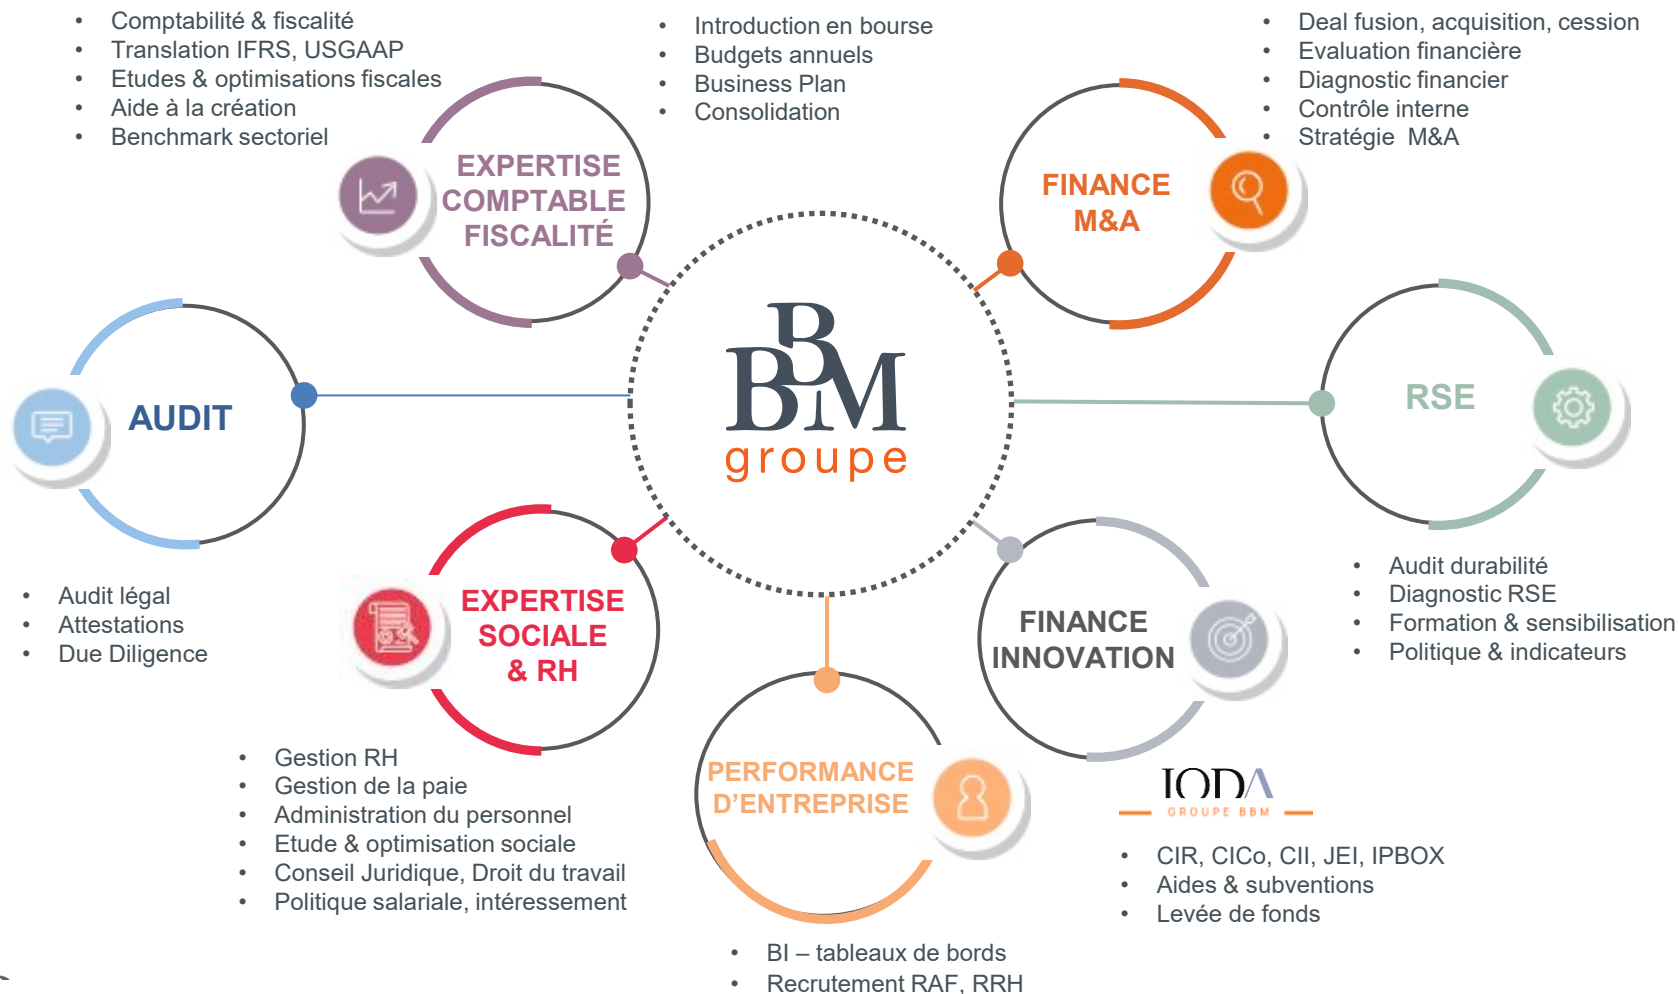 • Comptabilité & fiscalité
• Translation IFRS, USGAAP
• Etudes & optimisations fiscales
• Aide à la création
• Benchmark sectoriel
• Introduction en bourse
• Budgets annuels
• Business Plan
• Consolidation
• Deal fusion, acquisition, cession
• Evaluation financière
• Diagnostic financier
• Contrôle interne
• Stratégie M&A
EXPERTISE
COMPTABLE
FISCALITÉ
FINANCE
M&A
AUDIT
BBM
groupe
RSE
• Audit légal
• Attestations
• Due Diligence
EXPERTISE
SOCIALE
& RH
FINANCE
INNOVATION
• Audit durabilité
• Diagnostic RSE
• Formation & sensibilisation
• Politique & indicateurs
• Gestion RH
• Gestion de la paie
• Administration du personnel
• Etude & optimisation sociale
• Conseil Juridique, Droit du travail
• Politique salariale, intéressement
PERFORMANCE
D’ENTREPRISE
IODA
GROUPE BBM
• CIR, CICo, CII, JEI, IPBOX
• Aides & subventions
• Levée de fonds
• BI – tableaux de bords
• Recrutement RAF, RRH